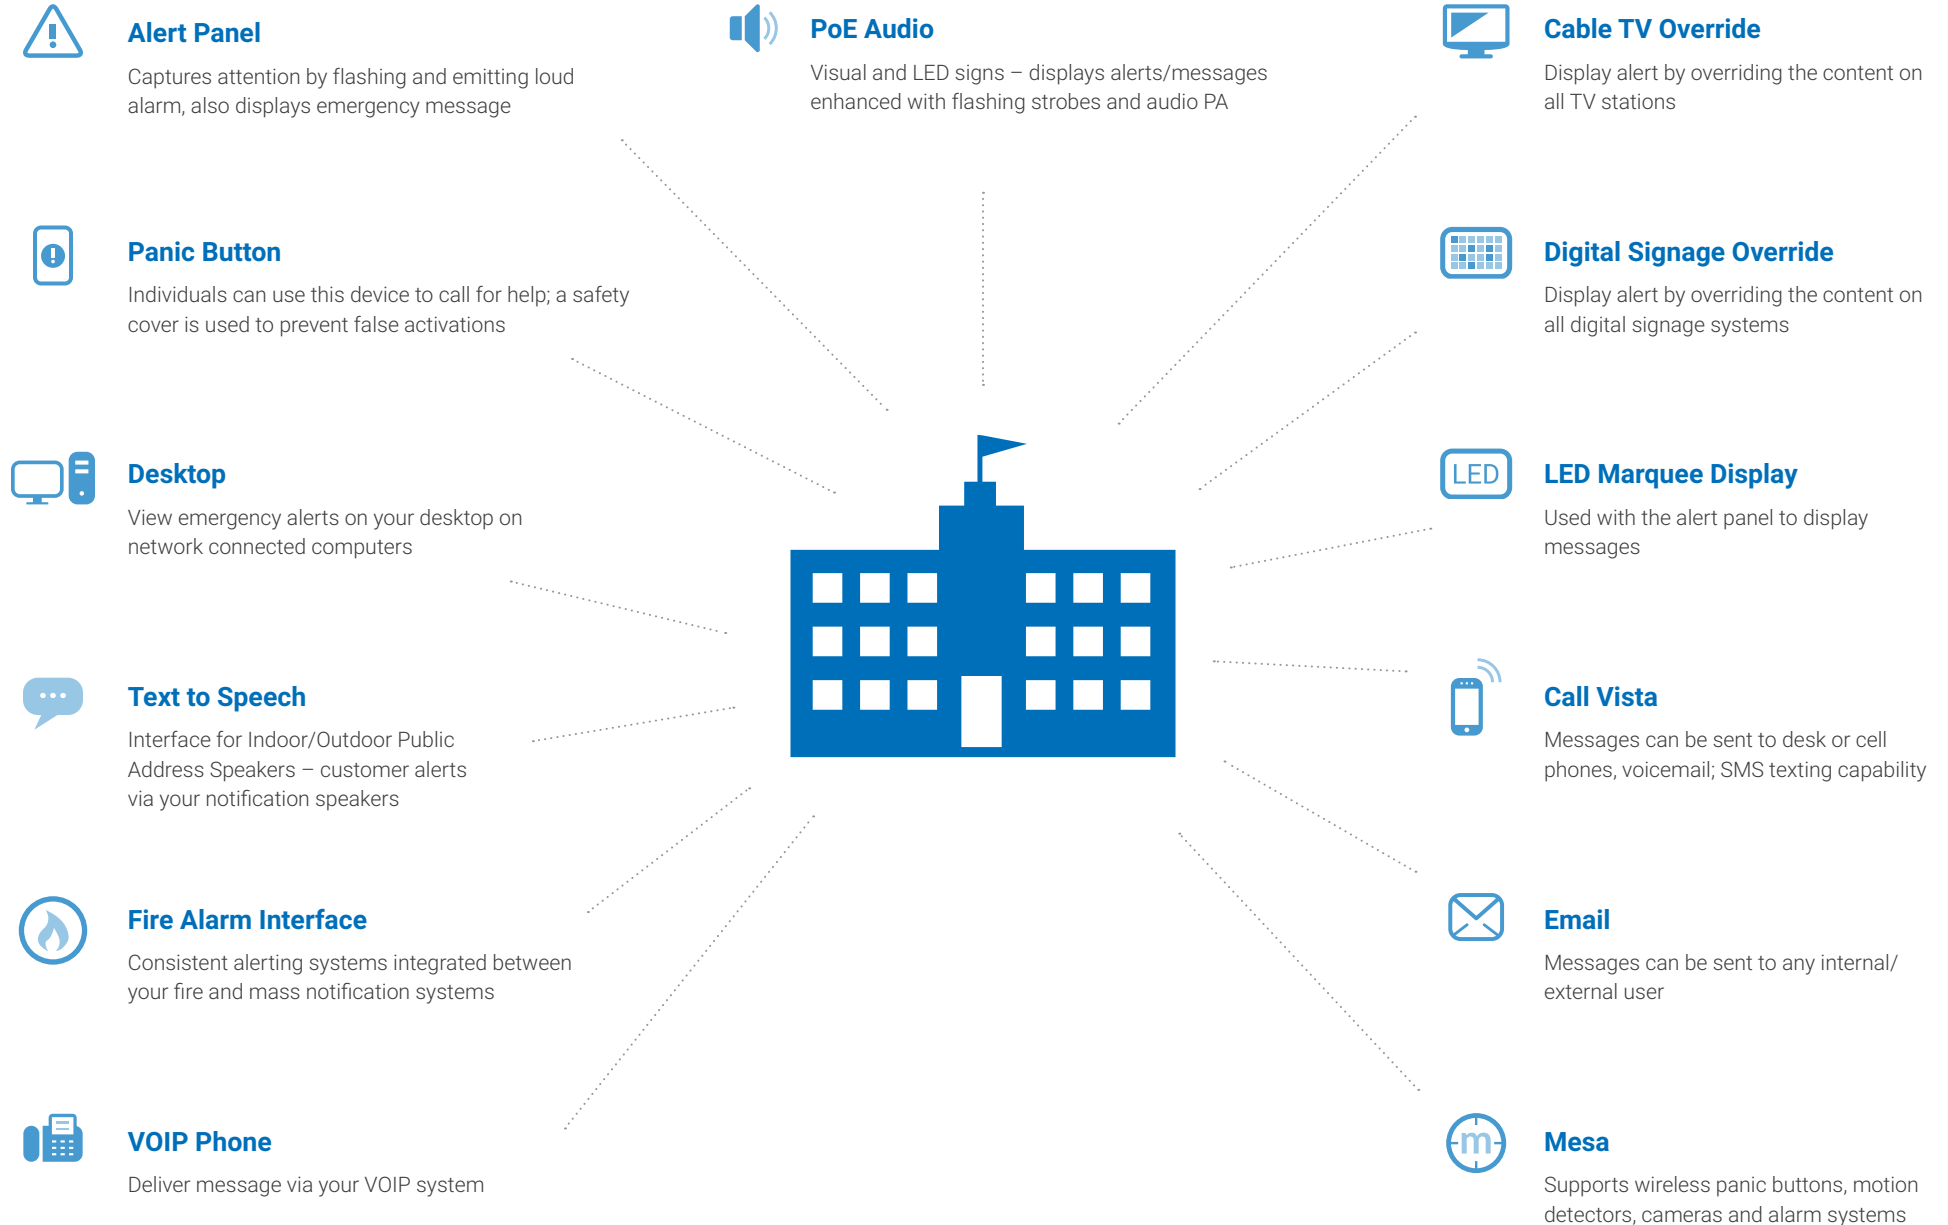 Alert Panel
Captures attention by flashing and emitting loud
alarm, also displays emergency message
PoE Audio
Visual and LED signs – displays alerts/messages
enhanced with flashing strobes and audio PA
Cable TV Override
Display alert by overriding the content on
all TV stations
Panic Button
Individuals can use this device to call for help; a safety
cover is used to prevent false activations
Digital Signage Override
Display alert by overriding the content on
all digital signage systems
Desktop
View emergency alerts on your desktop on
network connected computers
LED
LED Marquee Display
Used with the alert panel to display
messages
Text to Speech
Interface for Indoor/Outdoor Public
Address Speakers – customer alerts
via your notification speakers
Call Vista
Messages can be sent to desk or cell
phones, voicemail; SMS texting capability
Fire Alarm Interface
Consistent alerting systems integrated between
your fire and mass notification systems
Email
Messages can be sent to any internal/
external user
VOIP Phone
Deliver message via your VOIP system
m
Mesa
Supports wireless panic buttons, motion
detectors, cameras and alarm systems